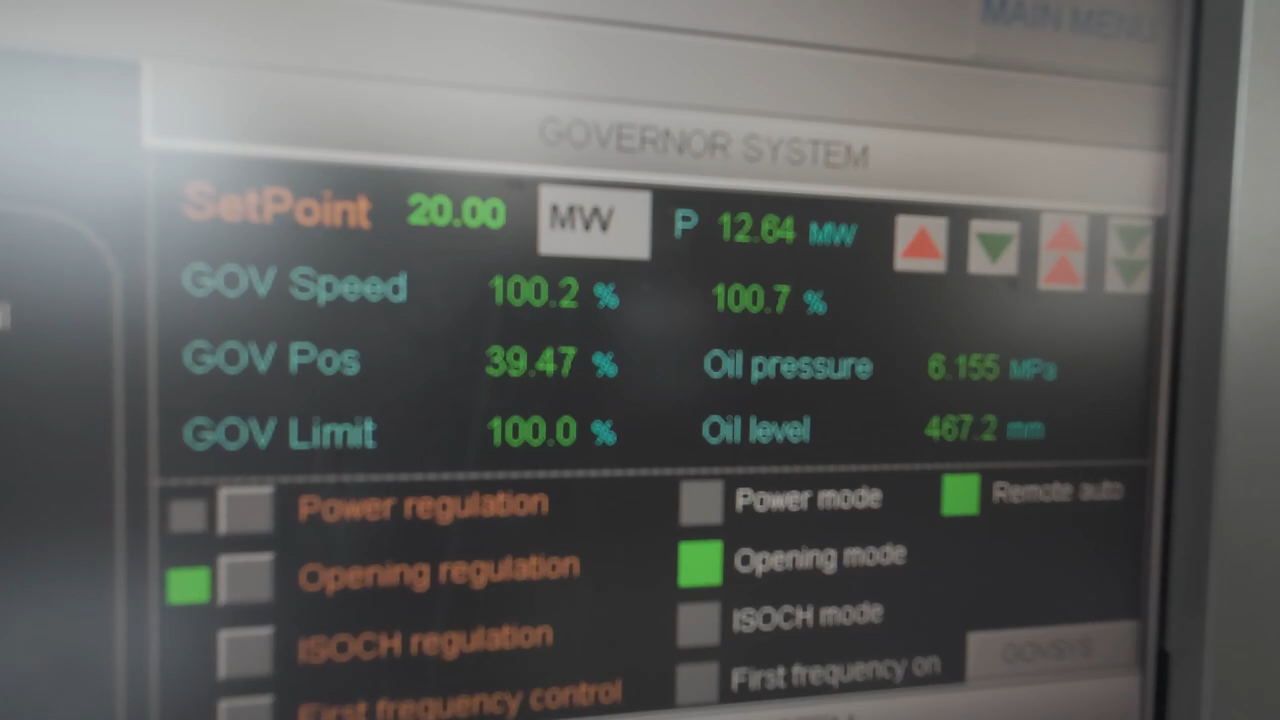 MAIN MENU
GOVERNOR SYSTEM
SetPoint 20.00 MW P 12.64 MW
GOV Speed 100.2 % 100.7 %
GOV Pos 39.47 % Oil pressure 6.155 MPa
GOV Limit 100.0 % Oil level 467.2 mm
Power regulation Power mode Remote auto
Opening regulation Opening mode
ISOCH regulation ISOCH mode
First frequency control First frequency on